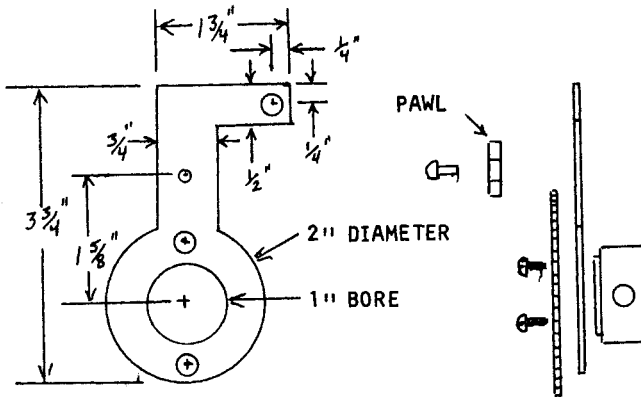 1 3/4"
1/4"
PAWL
3/4"
1/2"
1/4"
3 3/4"
1 5/8"
2" DIAMETER
1" BORE